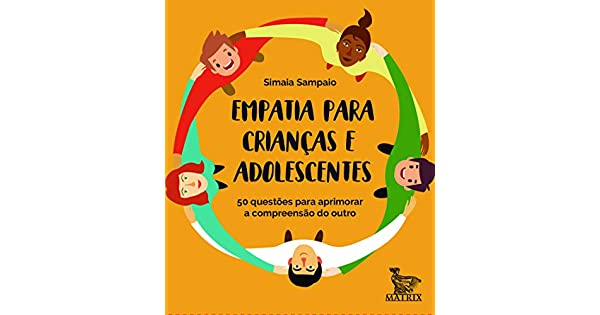 Simaia Sampaio
EMPATIA PARA
CRIANÇAS E
ADOLESCENTES
50 questões para aprimorar
a compreensão do outro
MATRIX